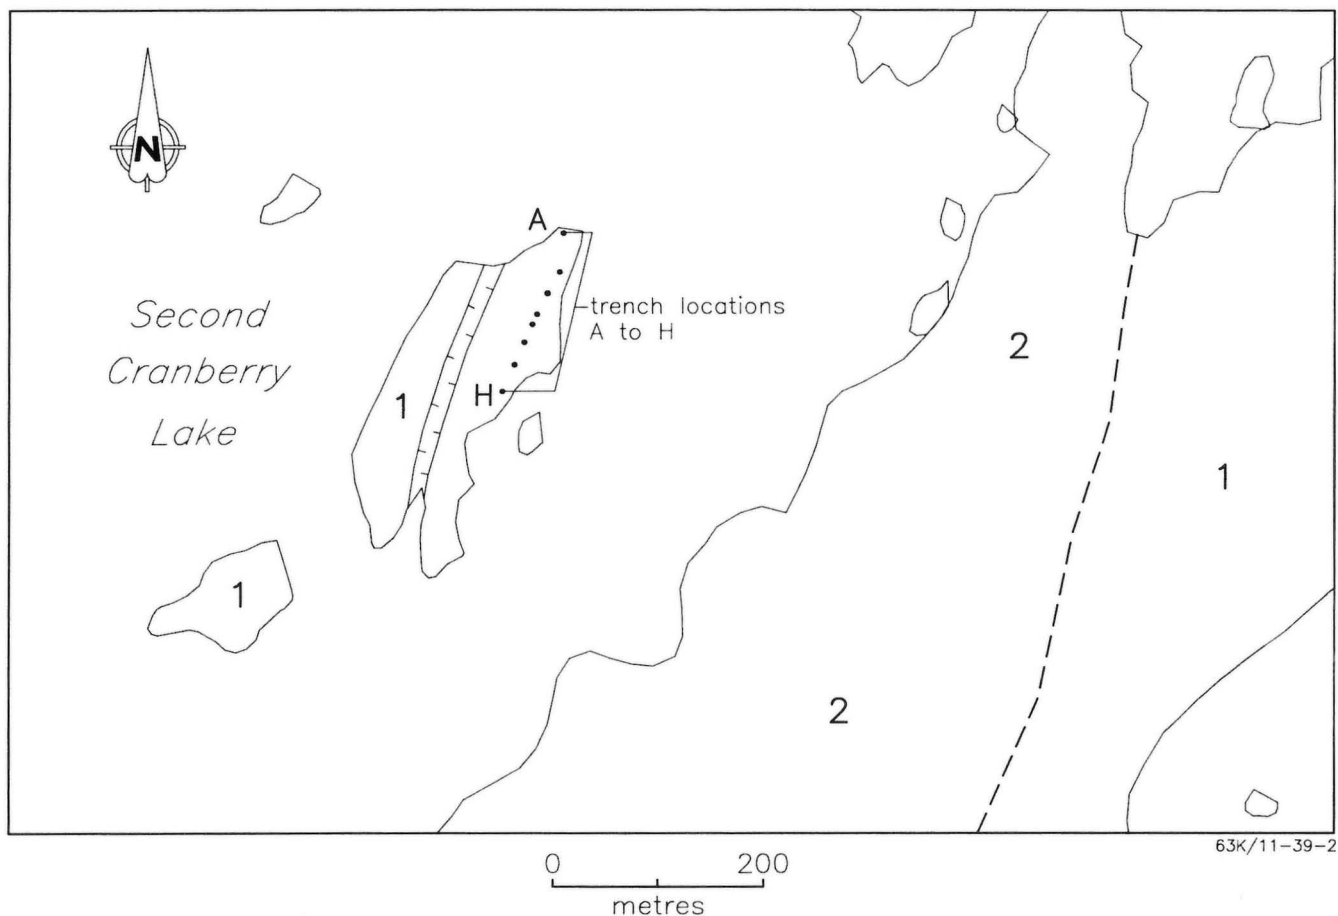 N
A
Second
Cranberry
Lake
trench locations
A to H
H
1
2
1
1
2
63K/11-39-2
0 200
metres